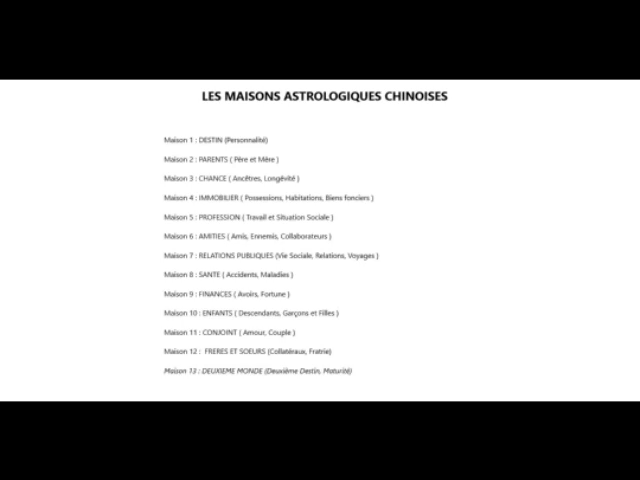 LES MAISONS ASTROLOGIQUES CHINOISES
Maison 1 : DESTIN (Personnalité)
Maison 2 : PARENTS ( Père et Mère )
Maison 3 : CHANCE ( Ancêtres, Longévité )
Maison 4 : IMMOBILIER ( Possessions, Habitations, Biens fonciers )
Maison 5 : PROFESSION ( Travail et Situation Sociale )
Maison 6 : AMITIES ( Amis, Ennemis, Collaborateurs )
Maison 7 : RELATIONS PUBLIQUES (Vie Sociale, Relations, Voyages )
Maison 8 : SANTE ( Accidents, Maladies )
Maison 9 : FINANCES ( Avoirs, Fortune )
Maison 10 : ENFANTS ( Descendants, Garçons et Filles )
Maison 11 : CONJOINT ( Amour, Couple )
Maison 12 :  FRERES ET SOEURS (Collatéraux, Fratrie)
Maison 13 : DEUXIEME MONDE (Deuxième Destin, Maturité)